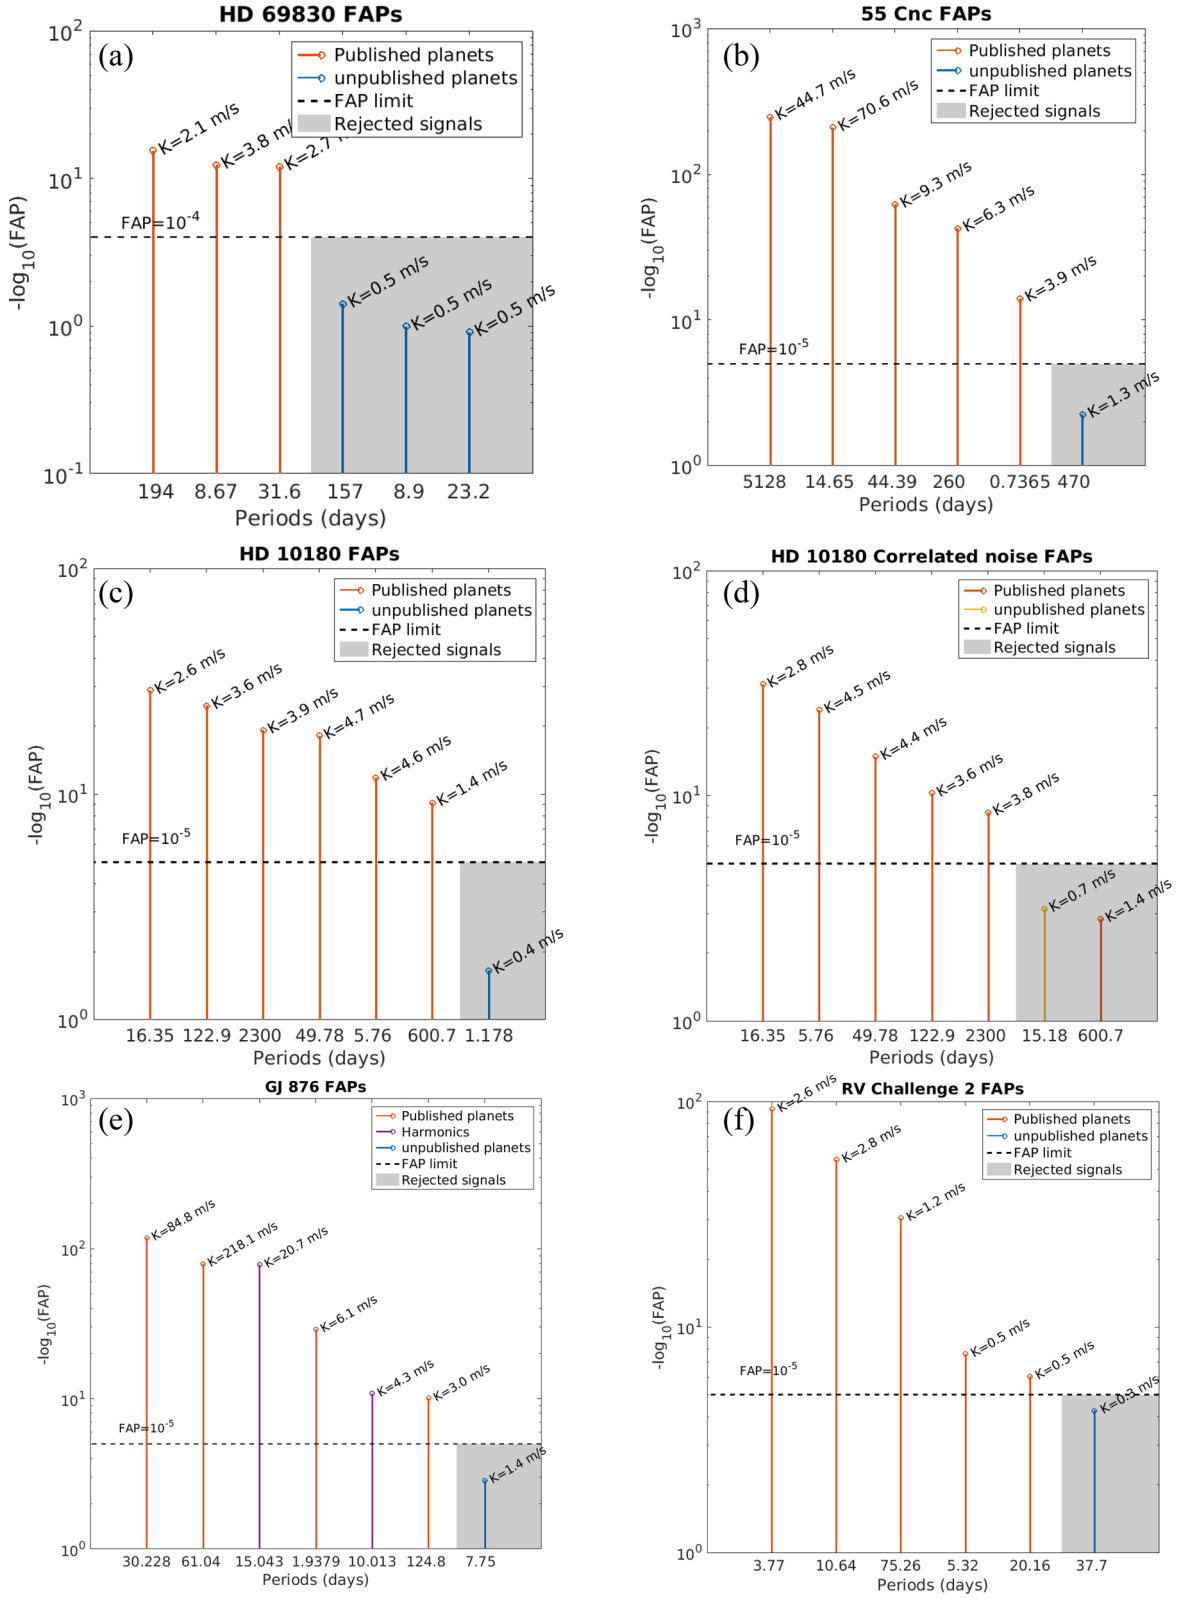 HD 69830 FAPs
(a)
Published planets
unpublished planets
FAP limit
Rejected signals
10^2
10^1
10^0
10^-1
-log10(FAP)
K=2.1 m/s
K=3.8 m/
K=2.7
FAP=10^-4
K=0.5 m/s
K=0.5 m/s
K=0.5 m/s
194 8.67 31.6 157 8.9 23.2
Periods (days)
55 Cnc FAPs
(b)
Published planets
unpublished planets
FAP limit
Rejected signals
10^3
10^2
10^1
10^0
-log10(FAP)
K=44.7 m/s
K=70.6 m/s
K=9.3 m/s
K=6.3 m/s
K=3.9 m/s
FAP=10^-5
K=1.3 m/s
5128 14.65 44.39 260 0.7365 470
Periods (days)
HD 10180 FAPs
(c)
Published planets
unpublished planets
FAP limit
Rejected signals
10^2
10^1
10^0
-log10(FAP)
K=2.6 m/s
K=3.6 m/s
K=3.9 m/s
K=4.7 m/s
K=4.6 m/s
K=1.4 m/s
FAP=10^-5
K=0.4 m/s
16.35 122.9 2300 49.78 5.76 600.7 1.178
Periods (days)
HD 10180 Correlated noise FAPs
(d)
Published planets
unpublished planets
FAP limit
Rejected signals
10^2
10^1
10^0
-log10(FAP)
K=2.8 m/s
K=4.5 m/s
K=4.4 m/s
K=3.6 m/s
K=3.8 m/s
FAP=10^-5
K=0.7 m/s
K=1.4 m/s
16.35 5.76 49.78 122.9 2300 15.18 600.7
Periods (days)
GJ 876 FAPs
(e)
Published planets
Harmonics
unpublished planets
FAP limit
Rejected signals
10^3
10^2
10^1
10^0
-log10(FAP)
K=84.8 m/s
K=218.1 m/s
K=20.7 m/s
K=6.1 m/s
K=4.3 m/s
K=3.0 m/s
FAP=10^-5
K=1.4 m/s
30.228 61.04 15.043 1.9379 10.013 124.8 7.75
Periods (days)
RV Challenge 2 FAPs
(f)
Published planets
unpublished planets
FAP limit
Rejected signals
10^2
10^1
10^0
-log10(FAP)
K=2.6 m/s
K=2.8 m/s
K=1.2 m/s
K=0.5 m/s
K=0.5 m/s
FAP=10^-5
K=0.3 m/s
3.77 10.64 75.26 5.32 20.16 37.7
Periods (days)